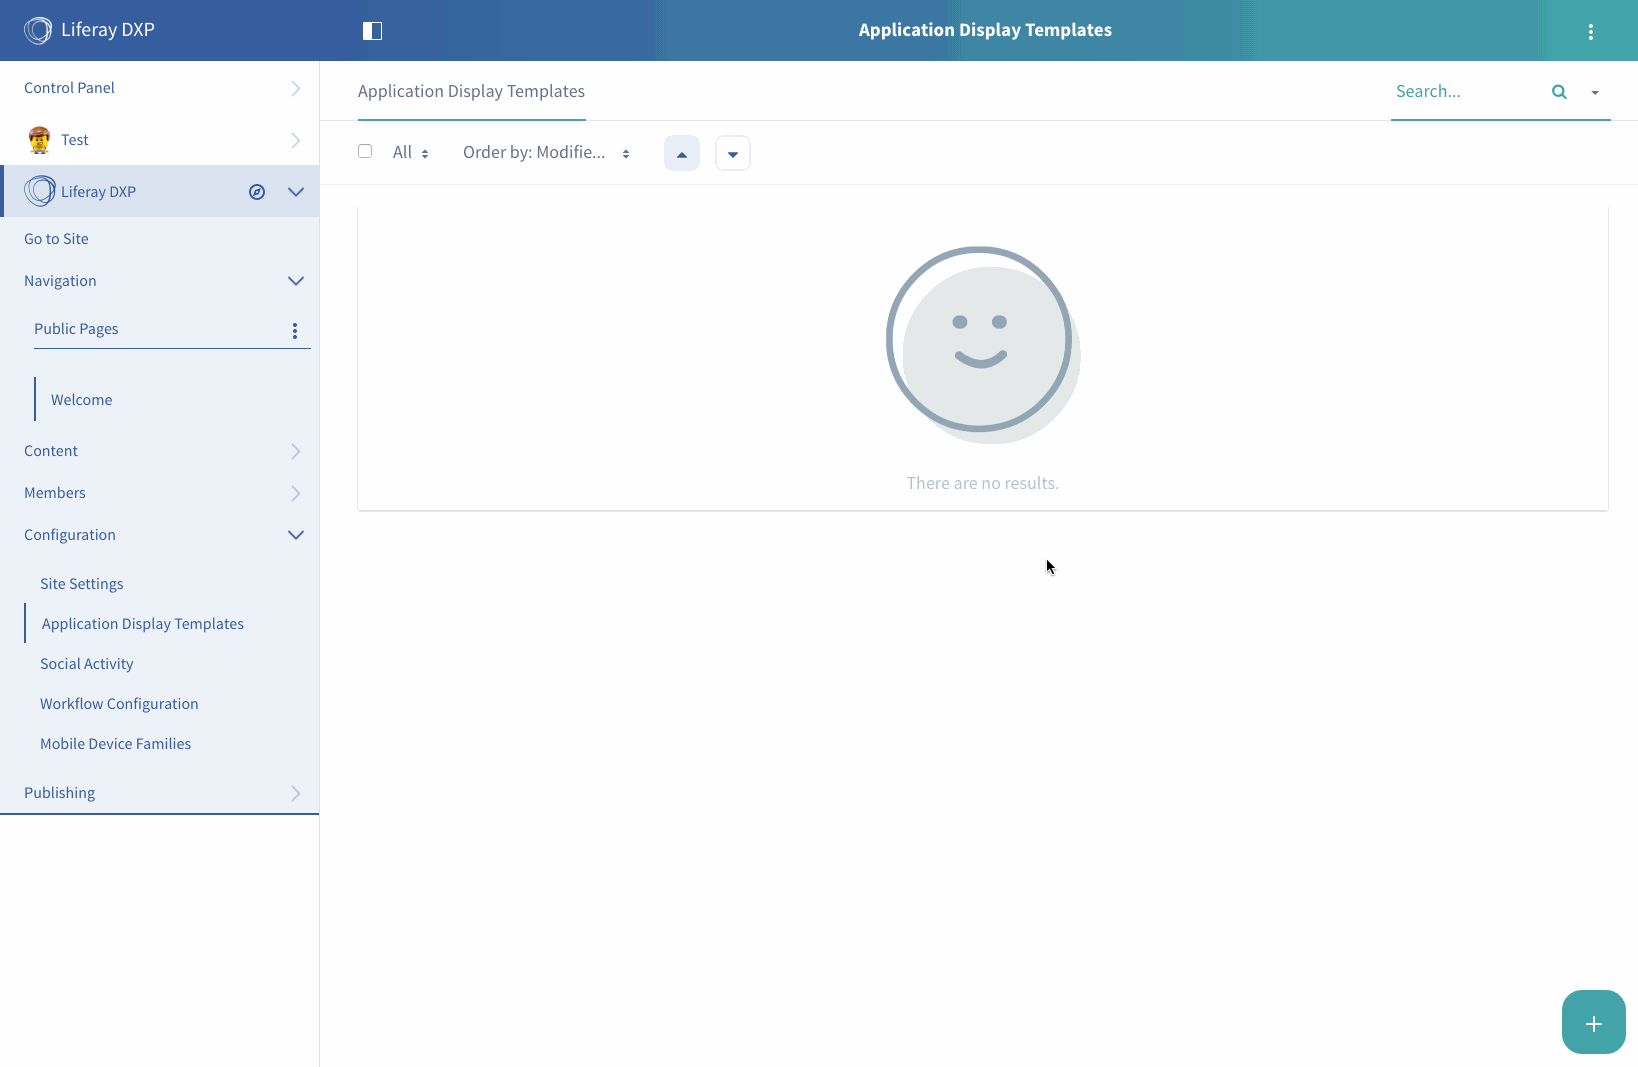 Liferay DXP
Application Display Templates
Control Panel
Test
Liferay DXP
Go to Site
Navigation
Public Pages
Welcome
Content
Members
Configuration
Site Settings
Application Display Templates
Social Activity
Workflow Configuration
Mobile Device Families
Publishing
Application Display Templates
Search...
All
Order by: Modifie...
There are no results.